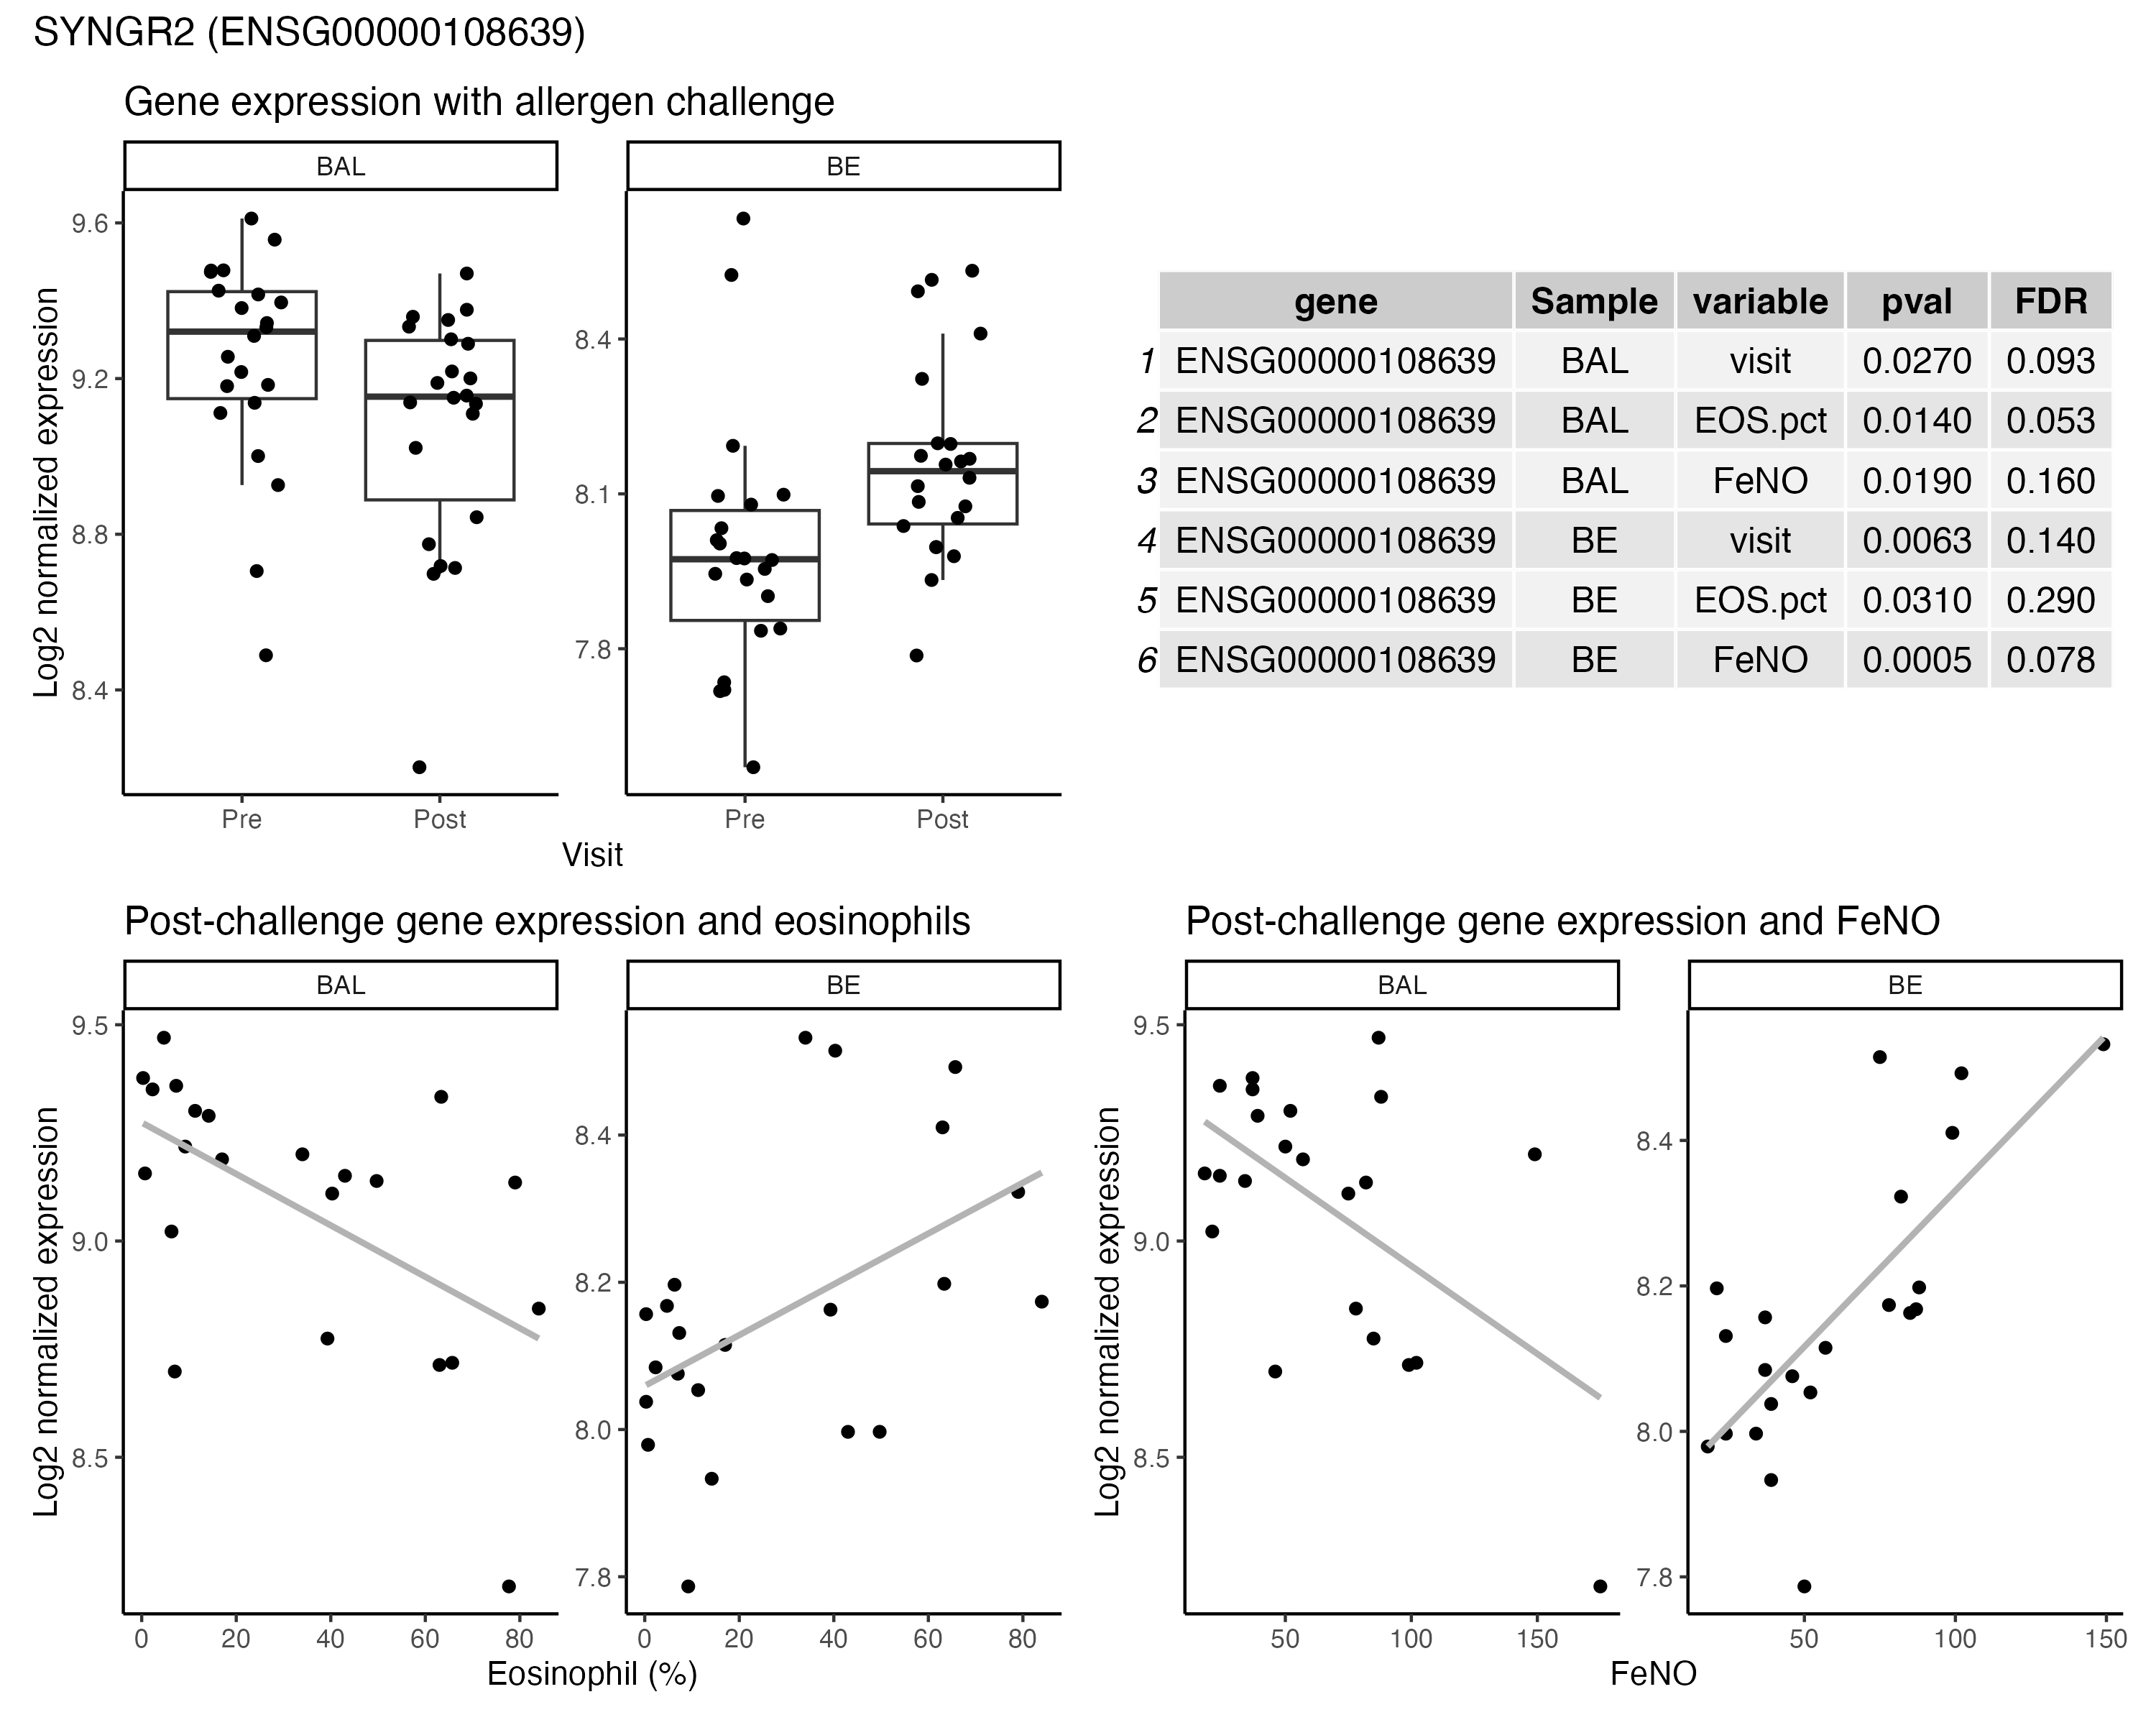 SYNGR2 (ENSG00000108639)
Gene expression with allergen challenge
BAL
BE
Log2 normalized expression
9.6
9.2
8.8
8.4
8.4
8.1
7.8
Pre
Post
Pre
Post
Visit
gene Sample variable pval FDR
1 ENSG00000108639 BAL visit 0.0270 0.093
2 ENSG00000108639 BAL EOS.pct 0.0140 0.053
3 ENSG00000108639 BAL FeNO 0.0190 0.160
4 ENSG00000108639 BE visit 0.0063 0.140
5 ENSG00000108639 BE EOS.pct 0.0310 0.290
6 ENSG00000108639 BE FeNO 0.0005 0.078
Post-challenge gene expression and eosinophils
BAL
BE
Log2 normalized expression
9.5
9.0
8.5
8.4
8.2
8.0
7.8
0 20 40 60 80
0 20 40 60 80
Eosinophil (%)
Post-challenge gene expression and FeNO
BAL
BE
Log2 normalized expression
9.5
9.0
8.5
8.4
8.2
8.0
7.8
50 100 150
50 100 150
FeNO